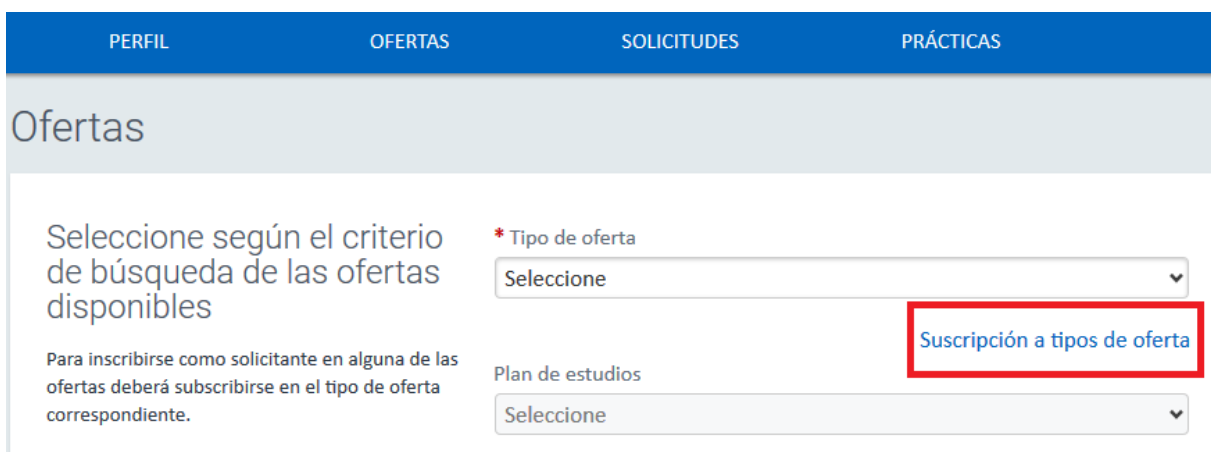 PERFIL OFERTAS SOLICITUDES PRÁCTICAS
Ofertas
Seleccione según el criterio
de búsqueda de las ofertas
disponibles
Para inscribirse como solicitante en alguna de las
ofertas deberá subscribirse en el tipo de oferta
correspondiente.
* Tipo de oferta
Seleccione
Suscripción a tipos de oferta
Plan de estudios
Seleccione